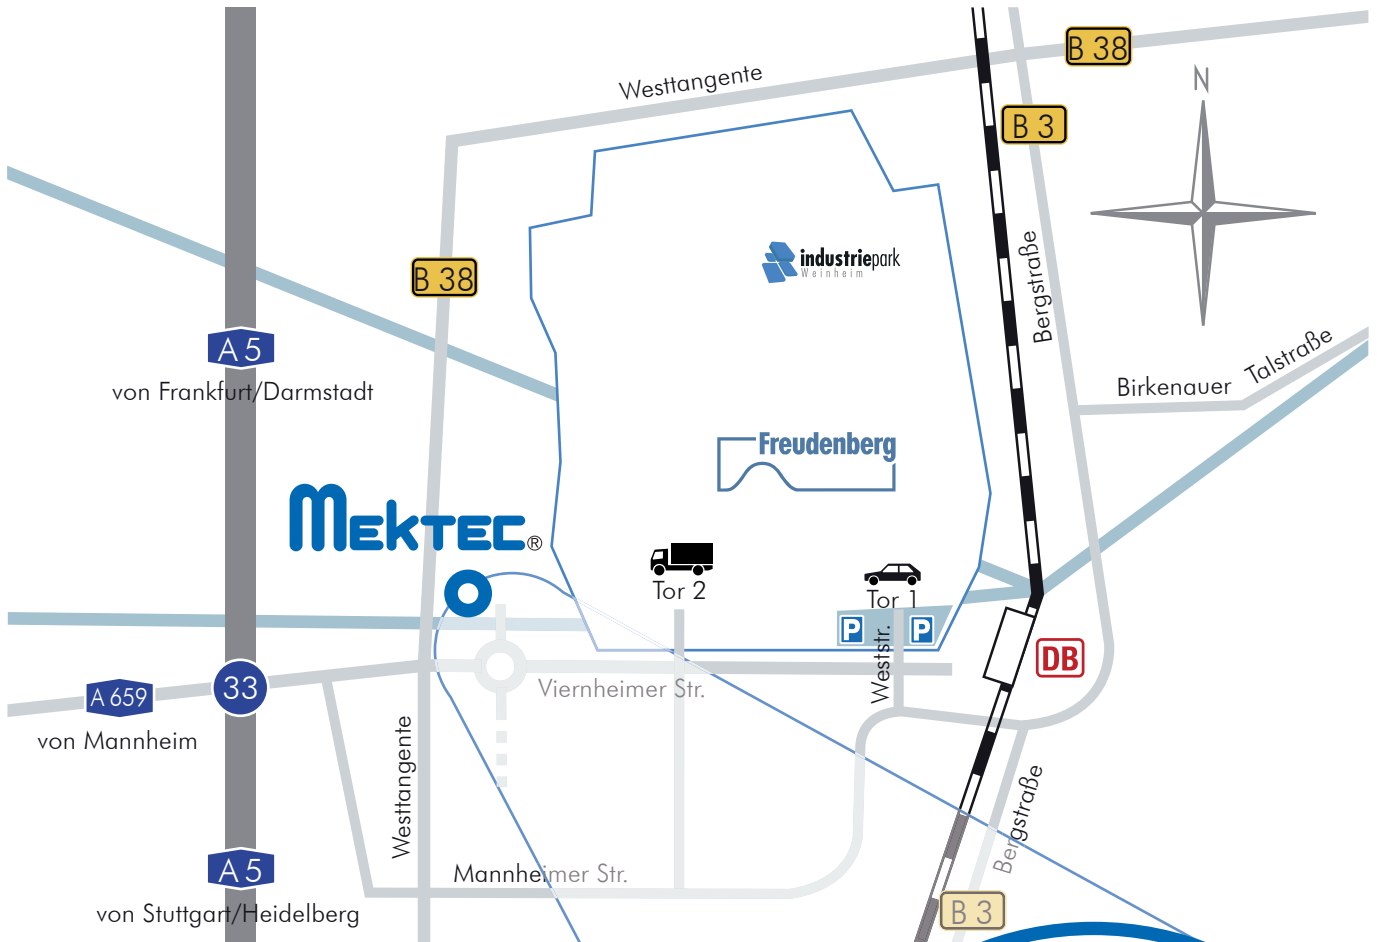 B 38
Westtangente
N
B 3
Bergstraße
industriepark
Weinheim
B 38
A 5
von Frankfurt/Darmstadt
Birkenauer Talstraße
Freudenberg
MEKTEC®
Tor 2
Tor 1
P
P
Weststr.
DB
33
A 659
Viernheimer Str.
von Mannheim
Westtangente
Bergstraße
A 5
Mannheimer Str.
von Stuttgart/Heidelberg
B 3